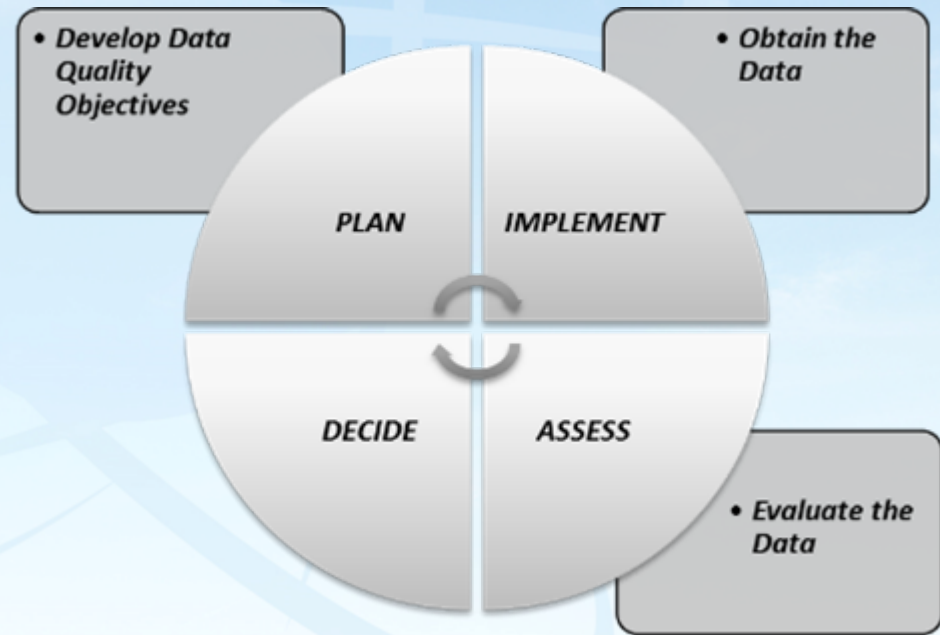 • Develop Data
Quality
Objectives
• Obtain the
Data
PLAN
IMPLEMENT
DECIDE
ASSESS
• Evaluate the
Data